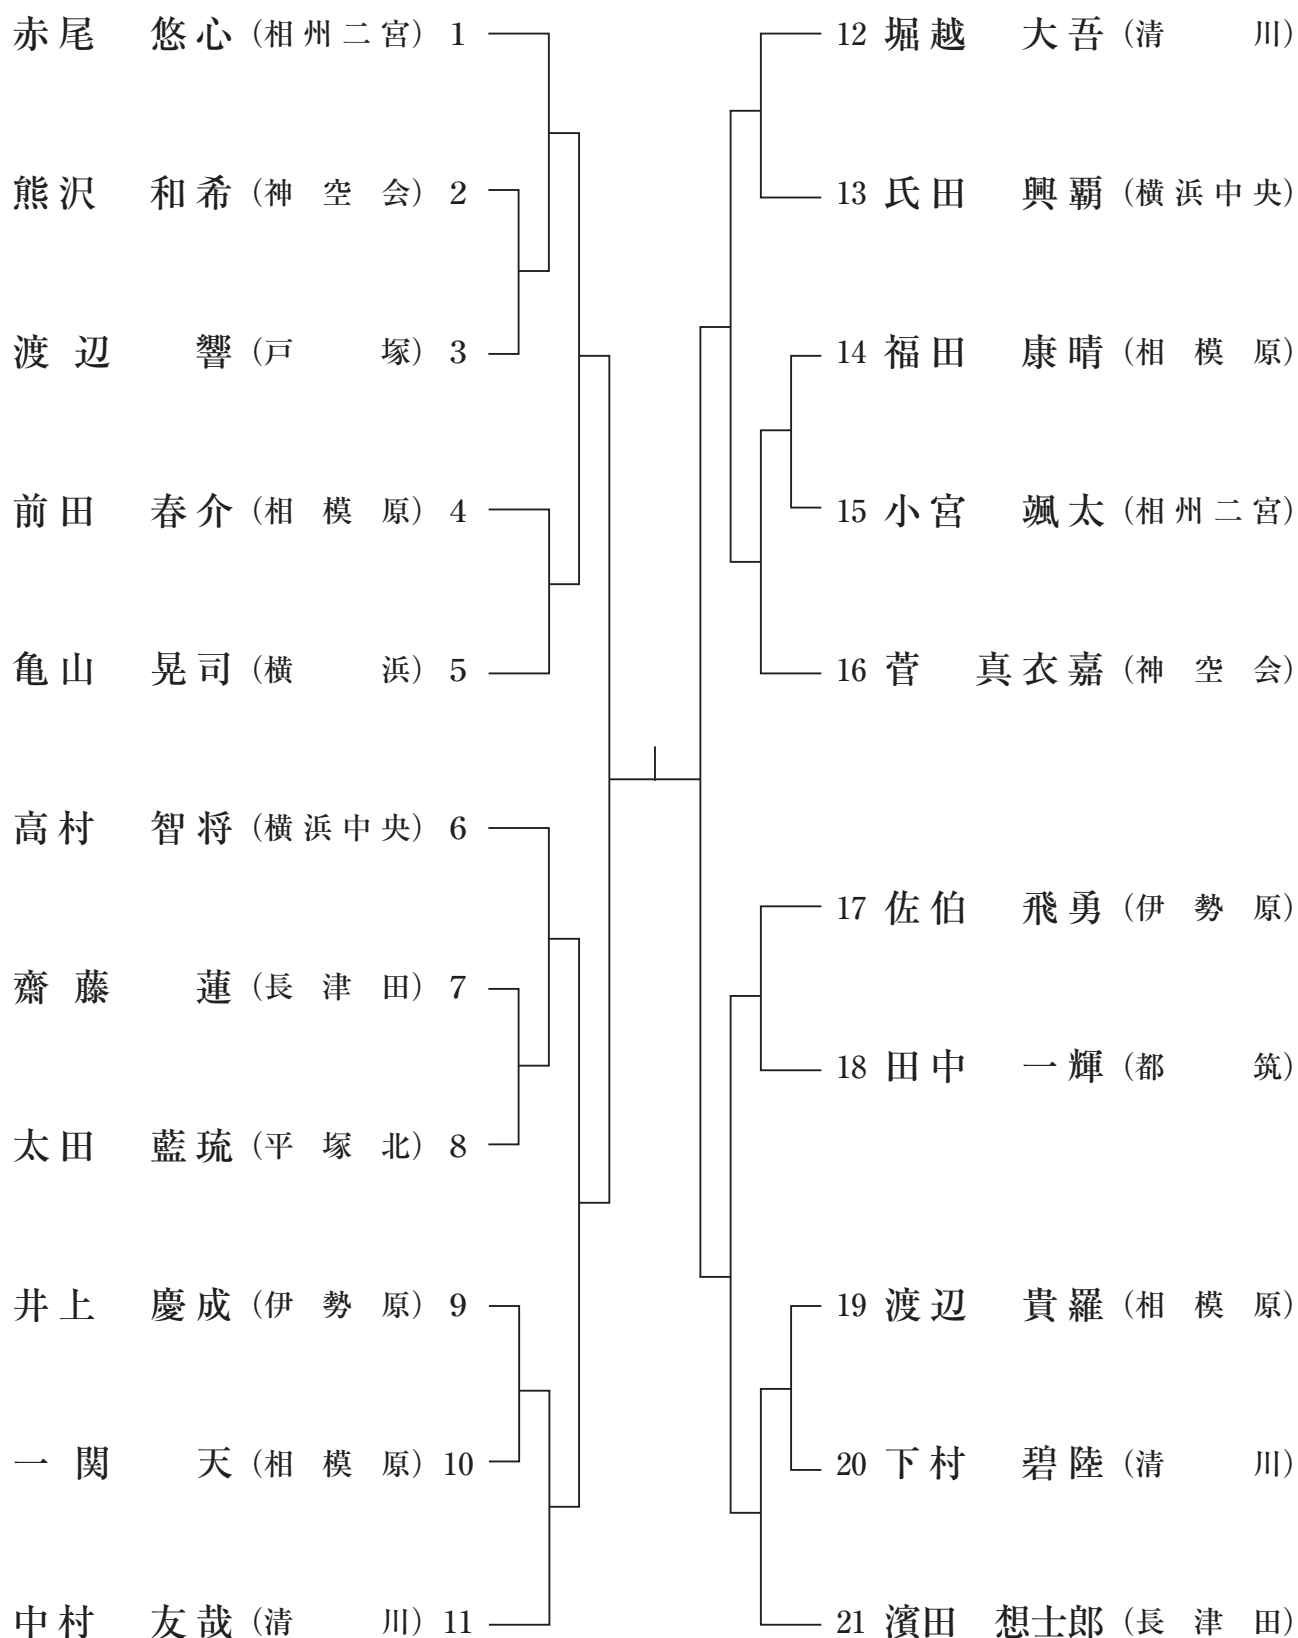 赤尾 悠心 (相州二宮) 1
熊沢 和希 (神空会) 2
渡辺 響 (戸塚) 3
前田 春介 (相模原) 4
亀山 晃司 (横浜) 5
高村 智将 (横浜中央) 6
齋藤 蓮 (長津田) 7
太田 藍琉 (平塚北) 8
井上 慶成 (伊勢原) 9
一関 天 (相模原) 10
中村 友哉 (清川) 11
12 堀越 大吾 (清川)
13 氏田 興覇 (横浜中央)
14 福田 康晴 (相模原)
15 小宮 颯太 (相州二宮)
16 菅 真衣嘉 (神空会)
17 佐伯 飛勇 (伊勢原)
18 田中 一輝 (都筑)
19 渡辺 貴羅 (相模原)
20 下村 碧陸 (清川)
21 濱田 想士郎 (長津田)